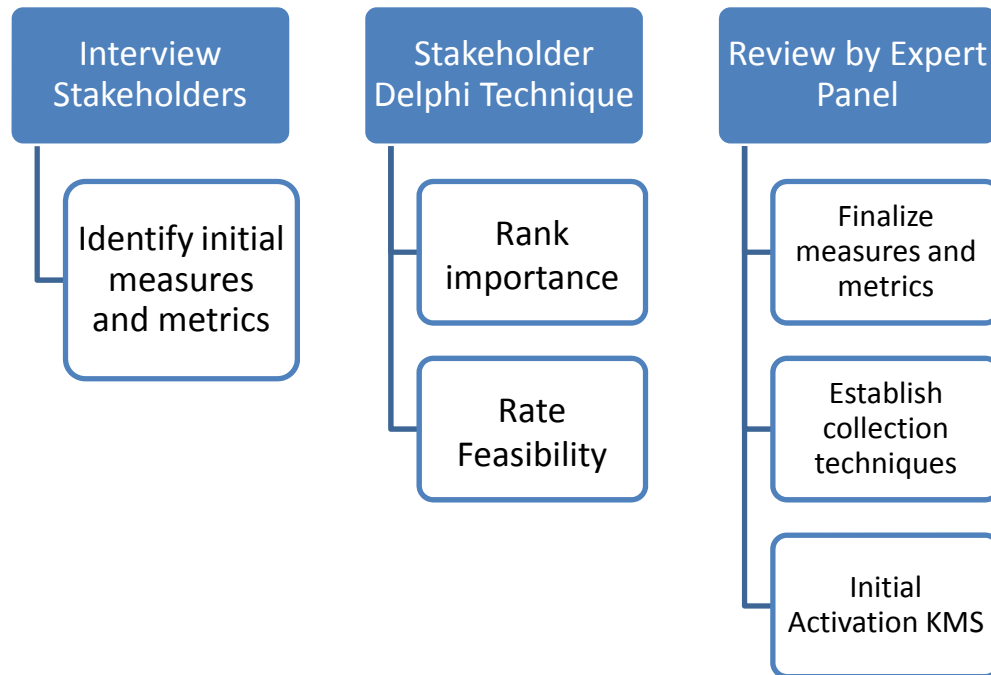 Interview
Stakeholders
Identify initial
measures
and metrics
Stakeholder
Delphi Technique
Rank
importance
Rate
Feasibility
Review by Expert
Panel
Finalize
measures and
metrics
Establish
collection
techniques
Initial
Activation KMS